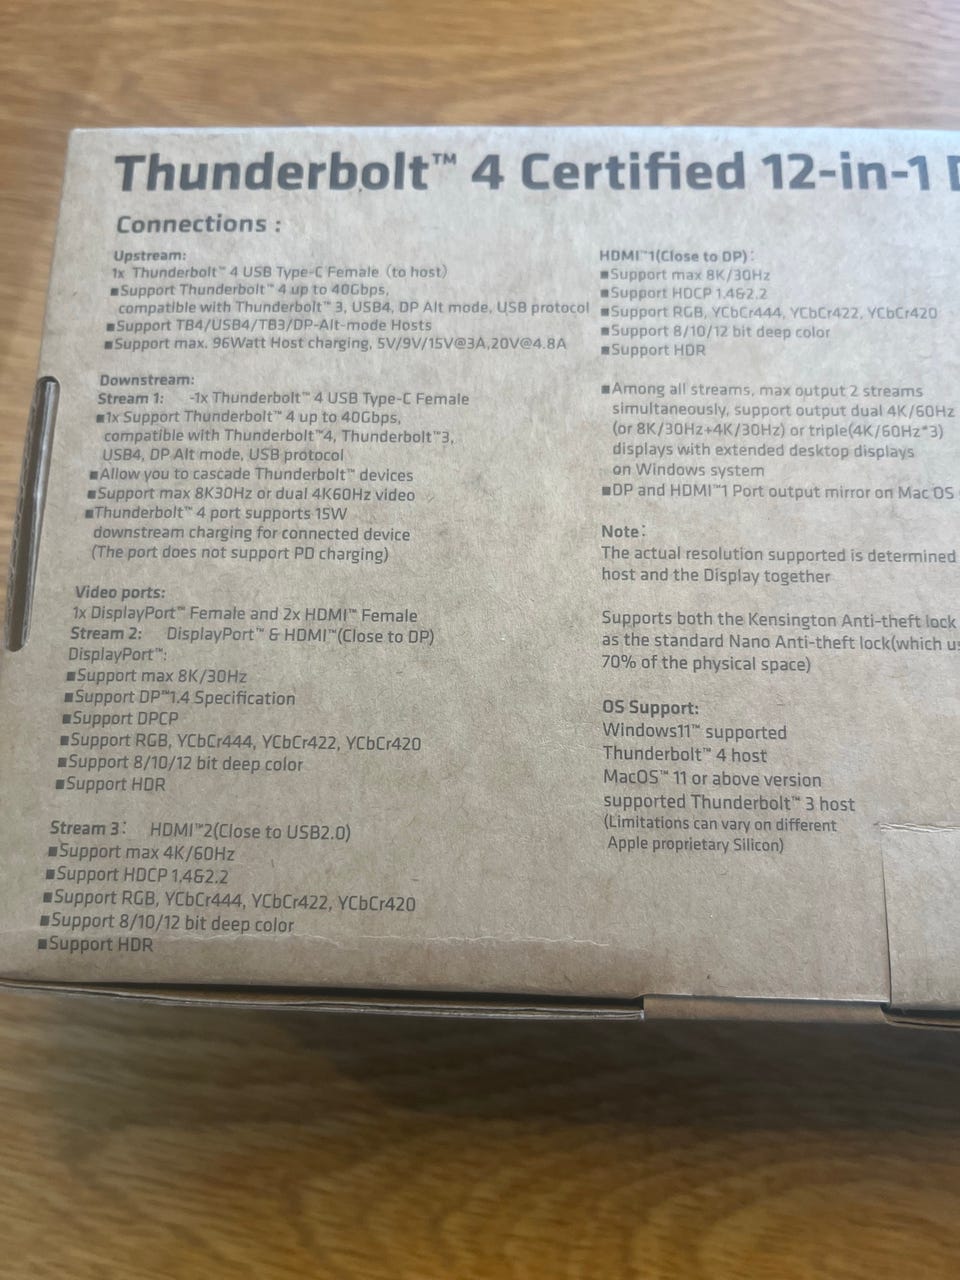 Thunderbolt™ 4 Certified 12-in-1
Connections :
Upstream:
1x Thunderbolt™ 4 USB Type-C Female (to host)
■Support Thunderbolt™ 4 up to 40Gbps,
compatible with Thunderbolt™ 3, USB4, DP Alt mode, USB protocol
■Support TB4/USB4/TB3/DP-Alt-mode Hosts
■Support max. 96Watt Host charging, 5V/9V/15V@3A,20V@4.8A
Downstream:
Stream 1: -1x Thunderbolt™ 4 USB Type-C Female
■1x Support Thunderbolt™ 4 up to 40Gbps,
compatible with Thunderbolt™4, Thunderbolt™3,
USB4, DP Alt mode, USB protocol
■Allow you to cascade Thunderbolt™ devices
■Support max 8K30Hz or dual 4K60Hz video
■Thunderbolt™ 4 port supports 15W
downstream charging for connected device
(The port does not support PD charging)
Video ports:
1x DisplayPort™ Female and 2x HDMI™ Female
Stream 2: DisplayPort™ & HDMI™(Close to DP)
DisplayPort™:
■Support max 8K/30Hz
■Support DP™1.4 Specification
■Support DPCP
■Support RGB, YCbCr444, YCbCr422, YCbCr420
■Support 8/10/12 bit deep color
■Support HDR
Stream 3: HDMI™2(Close to USB2.0)
■Support max 4K/60Hz
■Support HDCP 1,4&2.2
■Support RGB, YCbCr444, YCbCr422, YCbCr420
■Support 8/10/12 bit deep color
■Support HDR
HDMI™1(Close to DP):
■Support max 8K/30Hz
■Support HDCP 1.4&2.2
■Support RGB, YCbCr444, YCbCr422, YCbCr420
■Support 8/10/12 bit deep color
■Support HDR
■Among all streams, max output 2 streams
simultaneously, support output dual 4K/60Hz
(or 8K/30Hz+4K/30Hz) or triple(4K/60Hz*3)
displays with extended desktop displays
on Windows system
■DP and HDMI™1 Port output mirror on Mac OS
Note:
The actual resolution supported is determined
host and the Display together
Supports both the Kensington Anti-theft lock
as the standard Nano Anti-theft lock(which
70% of the physical space)
OS Support:
Windows11™ supported
Thunderbolt™ 4 host
MacOS™ 11 or above version
supported Thunderbolt™ 3 host
(Limitations can vary on different
Apple proprietary Silicon)